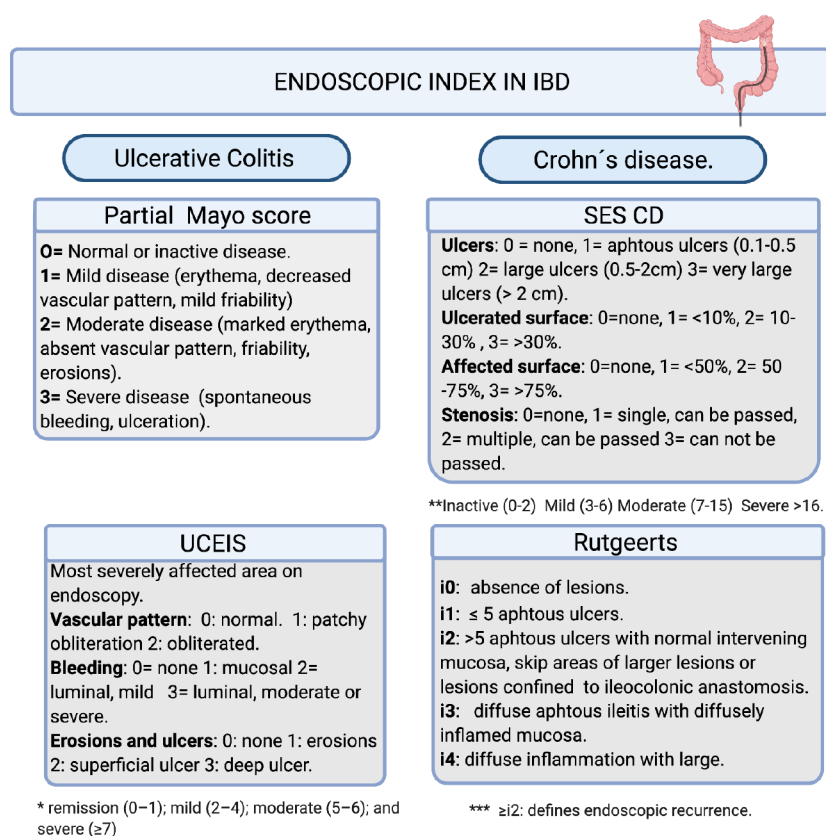 ENDOSCOPIC INDEX IN IBD
Ulcerative Colitis
Partial Mayo score
0= Normal or inactive disease.
1= Mild disease (erythema, decreased
vascular pattern, mild friability)
2= Moderate disease (marked erythema,
absent vascular pattern, friability,
erosions).
3= Severe disease (spontaneous
bleeding, ulceration).
UCEIS
Most severely affected area on
endoscopy.
Vascular pattern: 0: normal. 1: patchy
obliteration 2: obliterated.
Bleeding: 0= none 1: mucosal 2=
luminal, mild 3= luminal, moderate or
severe.
Erosions and ulcers: 0: none 1: erosions
2: superficial ulcer 3: deep ulcer.
* remission (0–1); mild (2–4); moderate (5–6); and
severe (≥7)
Crohn´s disease.
SES CD
Ulcers: 0 = none, 1= aphtous ulcers (0.1-0.5
cm) 2= large ulcers (0.5-2cm) 3= very large
ulcers (> 2 cm).
Ulcerated surface: 0=none, 1= <10%, 2= 10-
30% , 3= >30%.
Affected surface: 0=none, 1= <50%, 2= 50
-75%, 3= >75%.
Stenosis: 0=none, 1= single, can be passed,
2= multiple, can be passed 3= can not be
passed.
**Inactive (0-2) Mild (3-6) Moderate (7-15) Severe >16.
Rutgeerts
i0: absence of lesions.
i1: ≤ 5 aphtous ulcers.
i2: >5 aphtous ulcers with normal intervening
mucosa, skip areas of larger lesions or
lesions confined to ileocolonic anastomosis.
i3: diffuse aphtous ileitis with diffusely
inflamed mucosa.
i4: diffuse inflammation with large.
*** ≥i2: defines endoscopic recurrence.